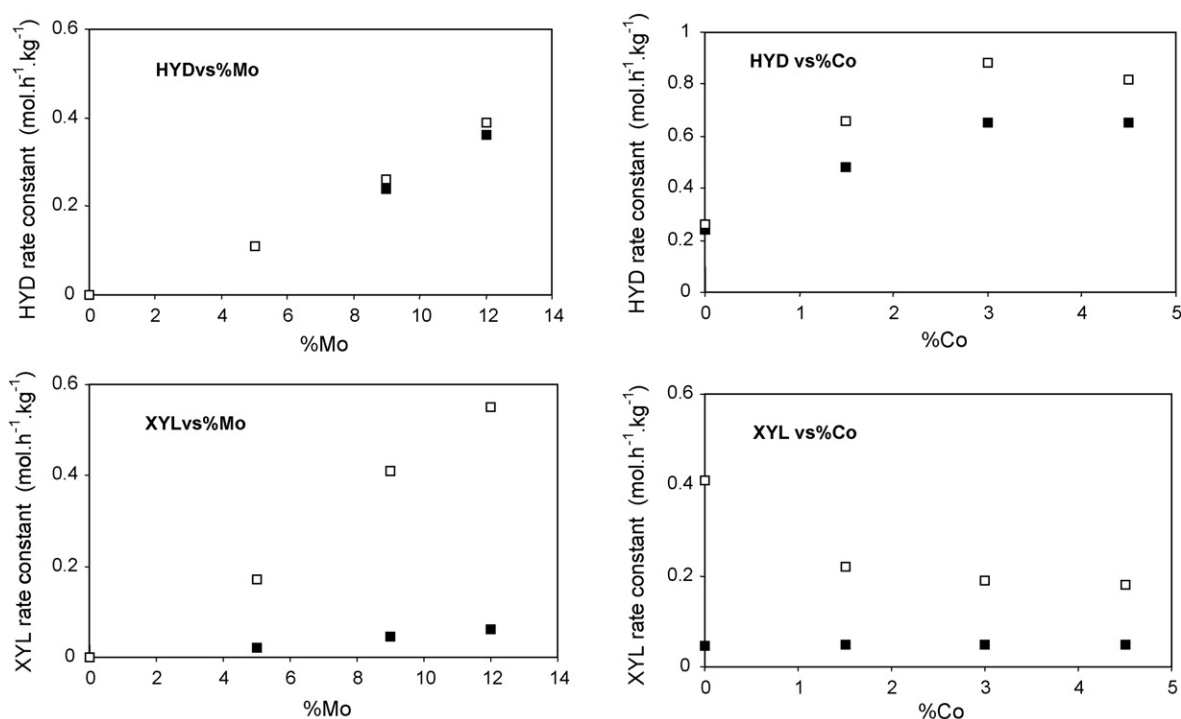 HYDvs%Mo
HYD rate constant (mol.h⁻¹.kg⁻¹)
0.6
0.4
0.2
0
0 2 4 6 8 10 12 14
%Mo
HYD vs%Co
HYD rate constant (mol.h⁻¹.kg⁻¹)
1
0.8
0.6
0.4
0.2
0
0 1 2 3 4 5
%Co
XYLvs%Mo
XYL rate constant (mol.h⁻¹.kg⁻¹)
0.6
0.4
0.2
0
0 2 4 6 8 10 12 14
%Mo
XYL vs%Co
XYL rate constant (mol.h⁻¹.kg⁻¹)
0.6
0.4
0.2
0
0 1 2 3 4 5
%Co